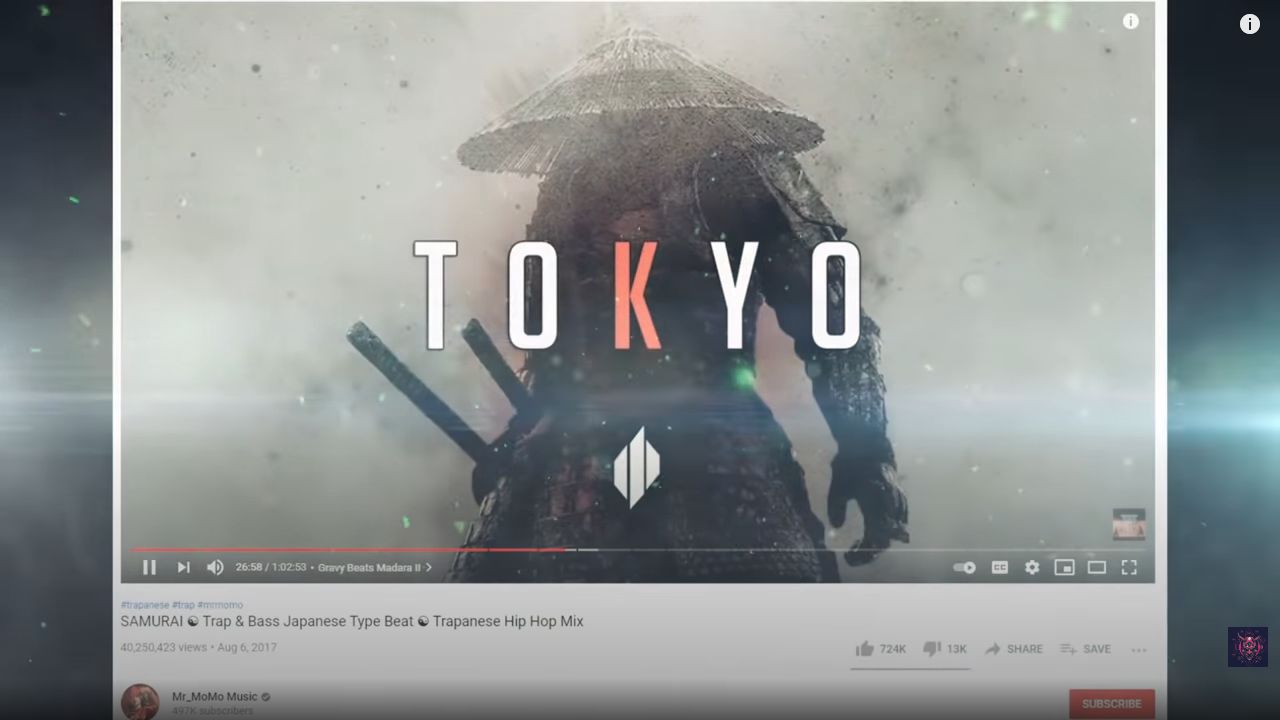 TOKYO
26:58 / 1:02:53 • Gravy Beats Madara II >
CC
#trapanese #trap #mrmomo
SAMURAI ☯ Trap & Bass Japanese Type Beat ☯ Trapanese Hip Hop Mix
40,250,423 views • Aug 6, 2017
724K 13K SHARE SAVE
Mr_MoMo Music
497K subscribers
SUBSCRIBE